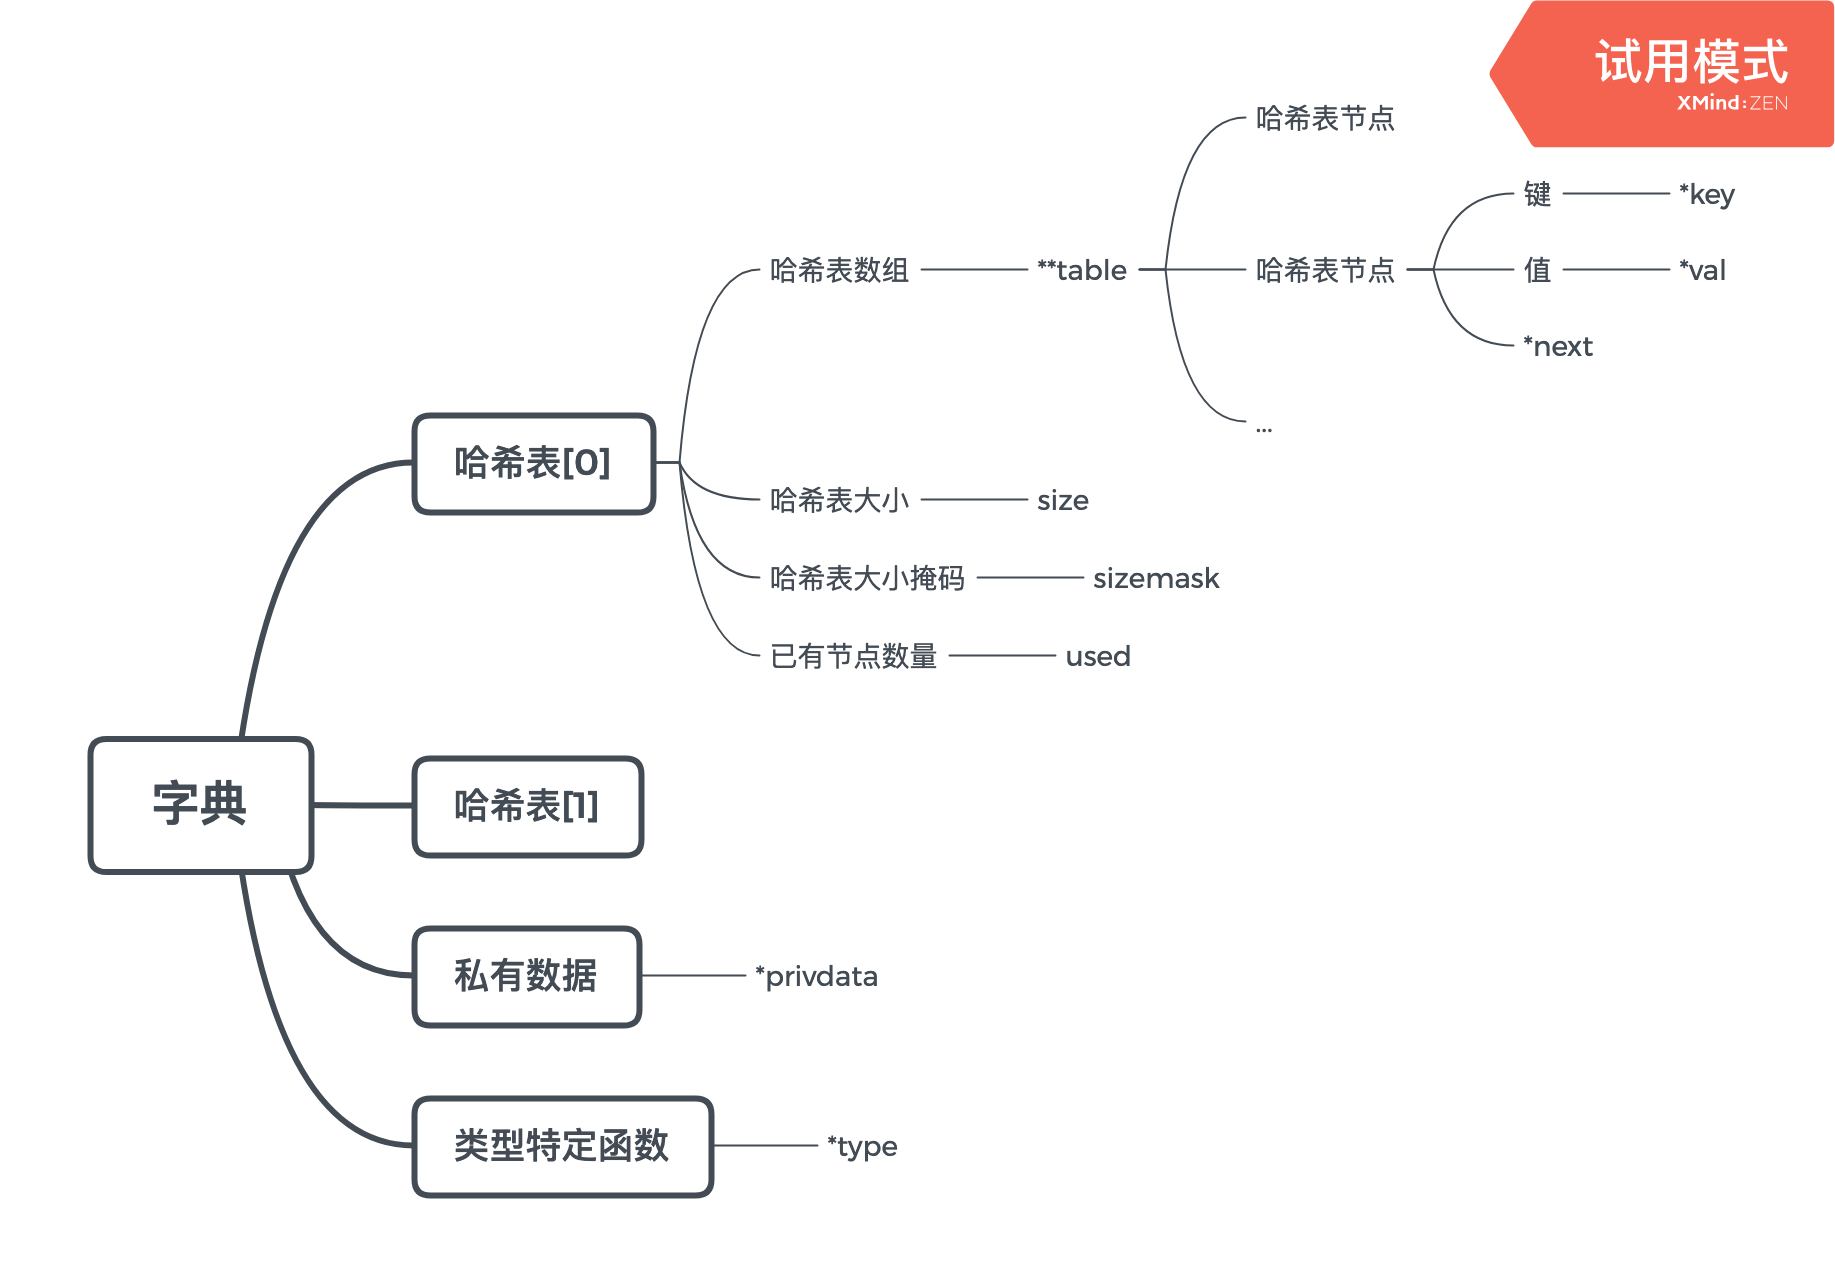 试用模式
XMind:ZEN
哈希表节点
键
*key
哈希表数组
**table
哈希表节点
值
*val
*next
...
哈希表[0]
哈希表大小
size
哈希表大小掩码
sizemask
已有节点数量
used
字典
哈希表[1]
私有数据
*privdata
类型特定函数
*type